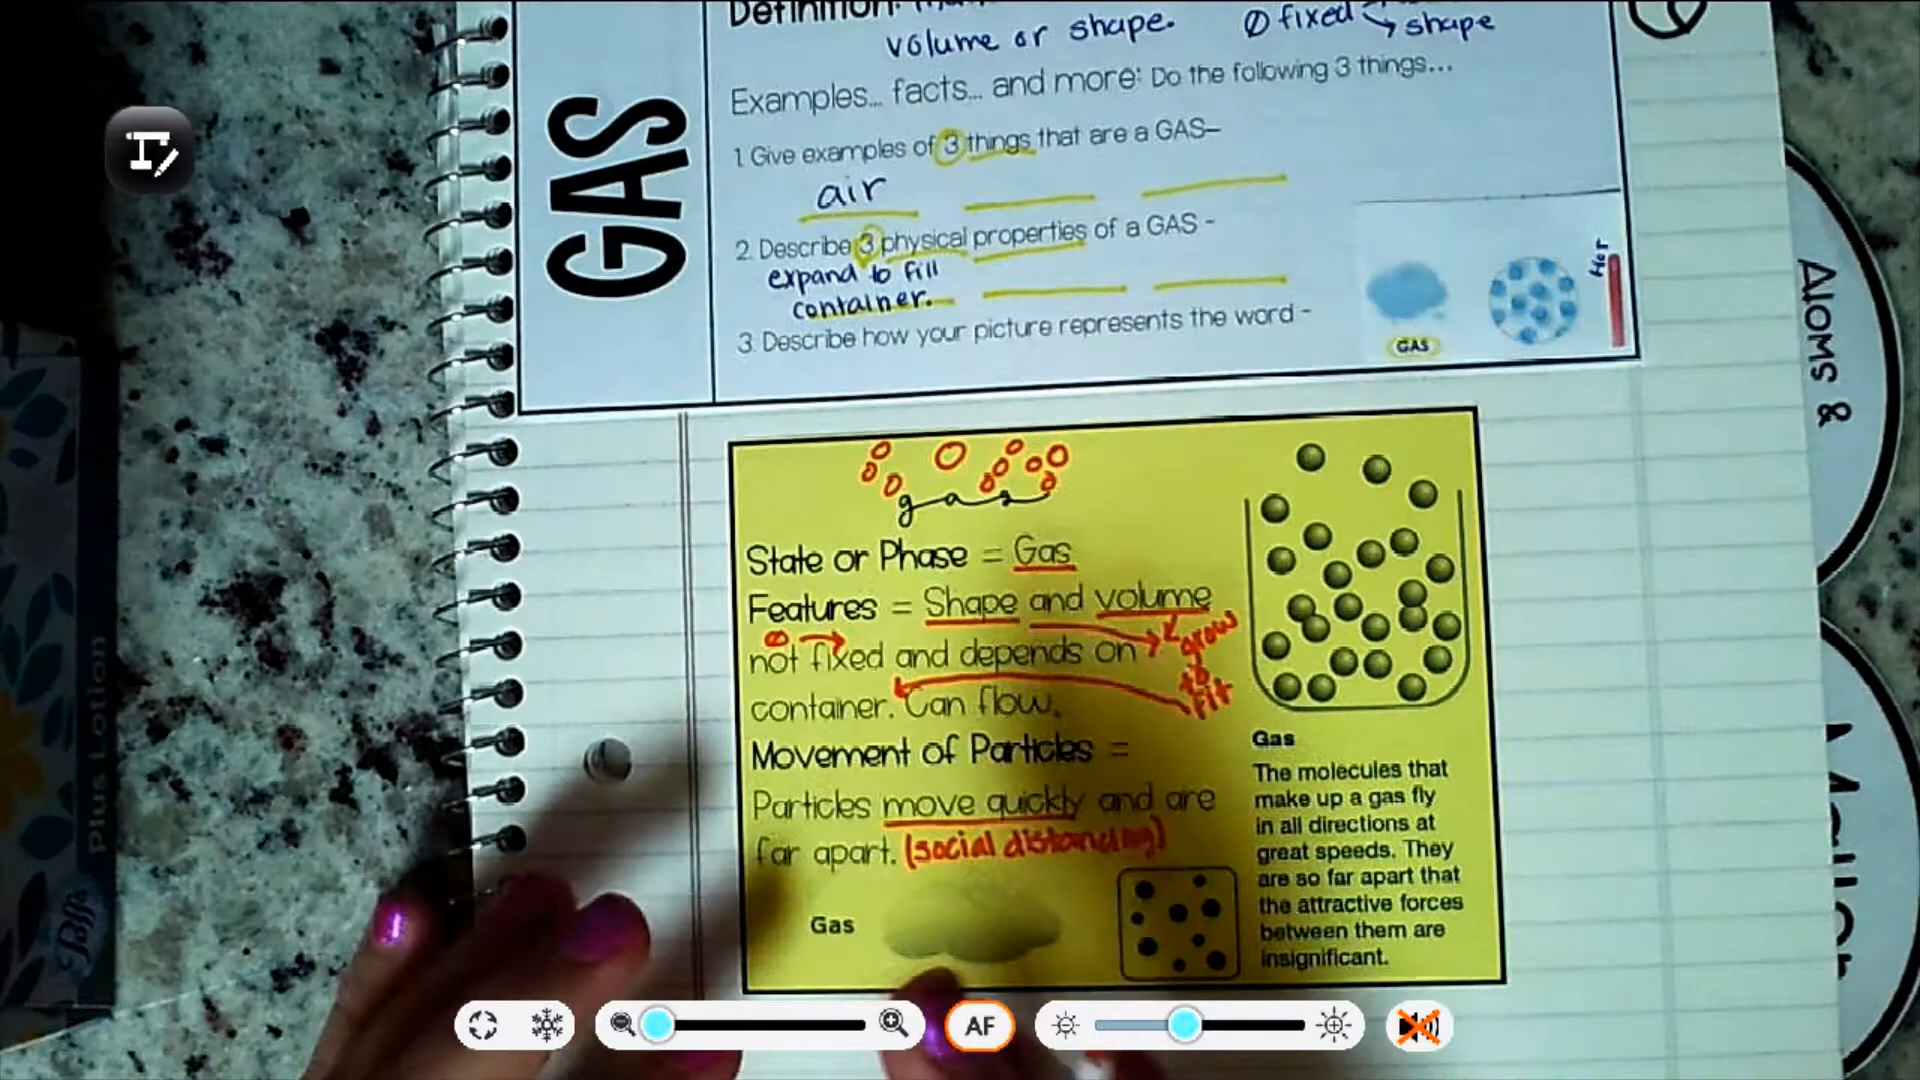 Definition:
volume or shape. Ø fixed → shape
GAS
Examples... facts... and more: Do the following 3 things...
1. Give examples of 3 things that are a GAS–
air
2. Describe 3 physical properties of a GAS -
expand to fill
container.
3. Describe how your picture represents the word -
GAS
Hot
gas
State or Phase = Gas
Features = Shape and volume
not fixed and depends on
grow
to
fit
container. Can flow.
Movement of Particles =
Particles move quickly and are
far apart. (social distancing)
Gas
Gas
The molecules that
make up a gas fly
in all directions at
great speeds. They
are so far apart that
the attractive forces
between them are
insignificant.
Atoms &
Plus Lotion
Puffs
AF